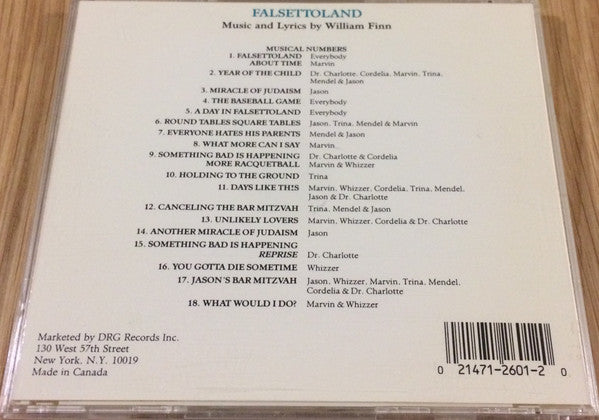 FALSETTOLAND
Music and Lyrics by William Finn
MUSICAL NUMBERS
1. FALSETTOLAND Everybody
ABOUT TIME Marvin
2. YEAR OF THE CHILD Dr. Charlotte, Cordelia, Marvin, Trina,
Mendel & Jason
3. MIRACLE OF JUDAISM Jason
4. THE BASEBALL GAME Everybody
5. A DAY IN FALSETTOLAND Everybody
6. ROUND TABLES SQUARE TABLES Jason, Trina, Mendel & Marvin
7. EVERYONE HATES HIS PARENTS Mendel & Jason
8. WHAT MORE CAN I SAY Marvin
9. SOMETHING BAD IS HAPPENING Dr. Charlotte & Cordelia
MORE RACQUETBALL Marvin & Whizzer
10. HOLDING TO THE GROUND Trina
11. DAYS LIKE THIS Marvin, Whizzer, Cordelia, Trina, Mendel,
Jason & Dr. Charlotte
12. CANCELING THE BAR MITZVAH Trina, Mendel & Jason
13. UNLIKELY LOVERS Marvin, Whizzer, Cordelia & Dr. Charlotte
14. ANOTHER MIRACLE OF JUDAISM Jason
15. SOMETHING BAD IS HAPPENING
REPRISE Dr. Charlotte
16. YOU GOTTA DIE SOMETIME Whizzer
17. JASON'S BAR MITZVAH Jason, Whizzer, Marvin, Trina, Mendel,
Cordelia & Dr. Charlotte
18. WHAT WOULD I DO? Marvin & Whizzer
Marketed by DRG Records Inc.
130 West 57th Street
New York, N.Y. 10019
Made in Canada
0 21471-2601-2 0